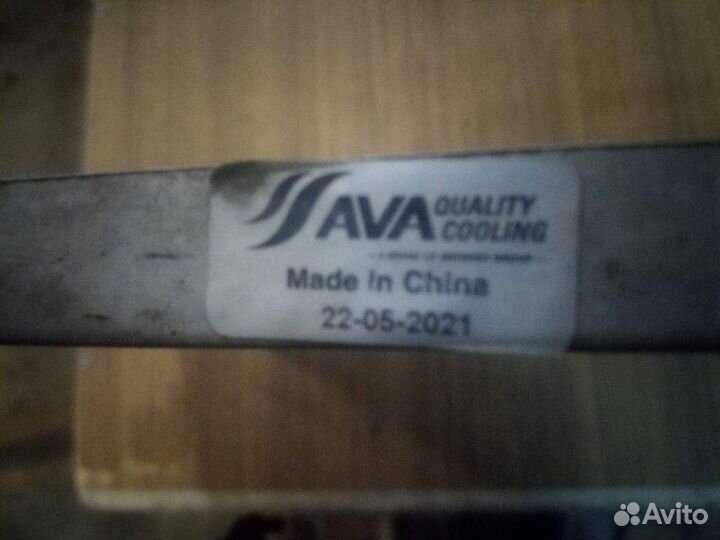 AVA QUALITY
COOLING
Made In China
22-05-2021
Avito